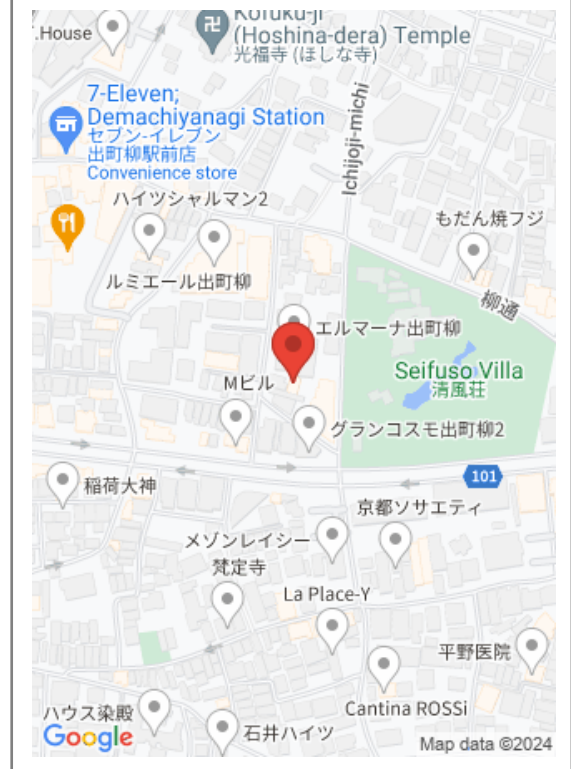 .House
Kofuku-ji
(Hoshina-dera) Temple
光福寺 (ほしな寺)
7-Eleven;
Demachiyanagi Station
セブン-イレブン
出町柳駅前店
Convenience store
Ichijoji-michi
ハイツシャルマン2
もだん焼フジ
ルミエール出町柳
柳通
エルマーナ出町柳
Seifuso Villa
清風荘
Mビル
グランコスモ出町柳2
101
稲荷大神
京都ソサエティ
メゾンレイシー
梵定寺
La Place-Y
平野医院
Cantina ROSSi
ハウス染殿
石井ハイツ
Google
Map data ©2024